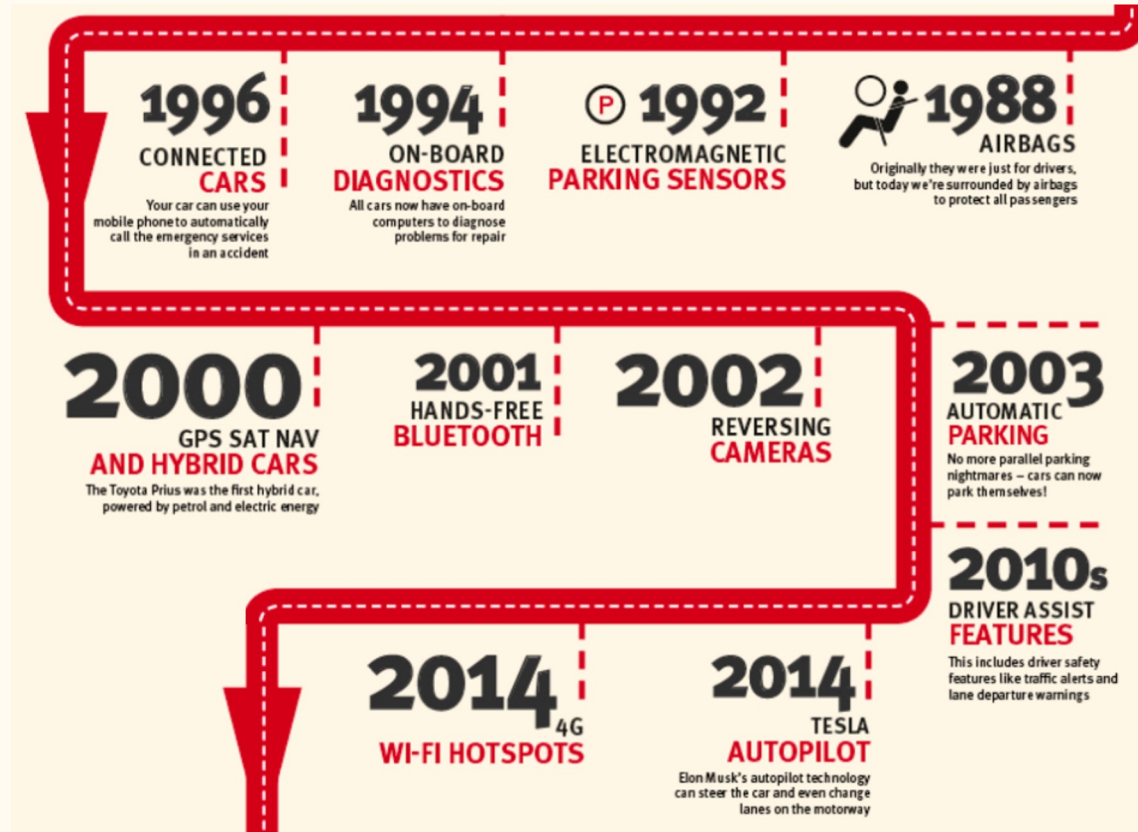 1996
CONNECTED
CARS
Your car can use your
mobile phone to automatically
call the emergency services
in an accident
1994
ON-BOARD
DIAGNOSTICS
All cars now have on-board
computers to diagnose
problems for repair
P 1992
ELECTROMAGNETIC
PARKING SENSORS
1988
AIRBAGS
Originally they were just for drivers,
but today we're surrounded by airbags
to protect all passengers
2000
GPS SAT NAV
AND HYBRID CARS
The Toyota Prius was the first hybrid car,
powered by petrol and electric energy
2001
HANDS-FREE
BLUETOOTH
2002
REVERSING
CAMERAS
2003
AUTOMATIC
PARKING
No more parallel parking
nightmares – cars can now
park themselves!
2010s
DRIVER ASSIST
FEATURES
This includes driver safety
features like traffic alerts and
lane departure warnings
2014
4G
WI-FI HOTSPOTS
2014
TESLA
AUTOPILOT
Elon Musk's autopilot technology
can steer the car and even change
lanes on the motorway